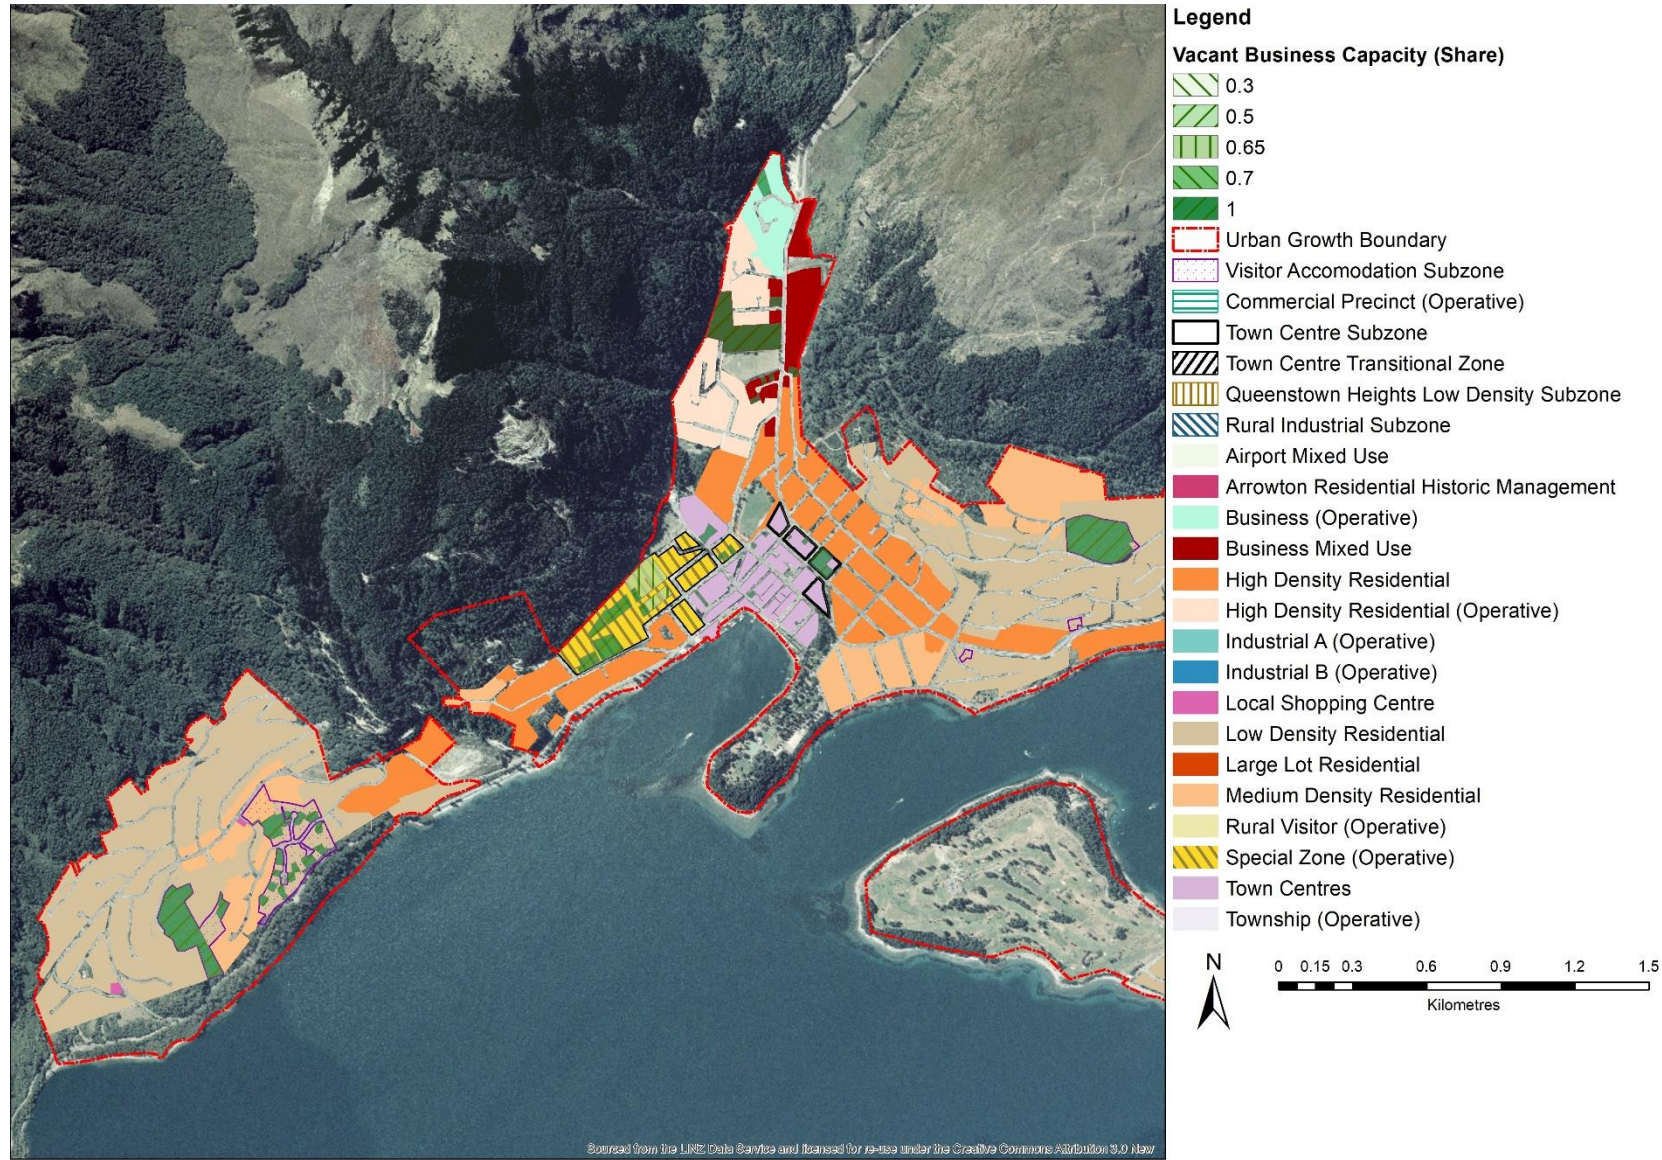 Legend
Vacant Business Capacity (Share)
0.3
0.5
0.65
0.7
1
Urban Growth Boundary
Visitor Accomodation Subzone
Commercial Precinct (Operative)
Town Centre Subzone
Town Centre Transitional Zone
Queenstown Heights Low Density Subzone
Rural Industrial Subzone
Airport Mixed Use
Arrowton Residential Historic Management
Business (Operative)
Business Mixed Use
High Density Residential
High Density Residential (Operative)
Industrial A (Operative)
Industrial B (Operative)
Local Shopping Centre
Low Density Residential
Large Lot Residential
Medium Density Residential
Rural Visitor (Operative)
Special Zone (Operative)
Town Centres
Township (Operative)
N
0 0.15 0.3 0.6 0.9 1.2 1.5
Kilometres
Sourced from the LINZ Data Service and licensed for re-use under the Creative Commons Attribution 3.0 New